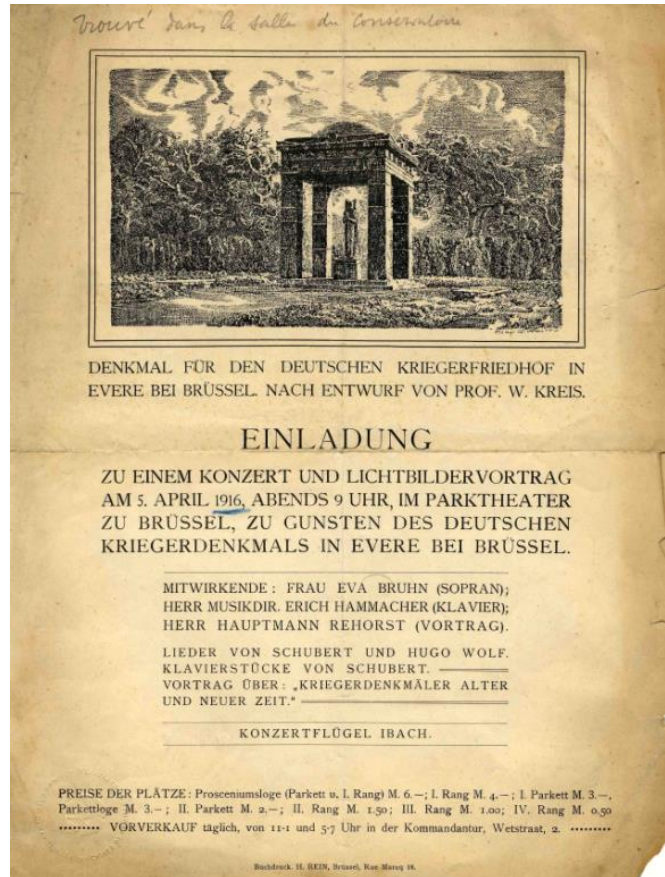 trouvé dans la salle du Conservatoire
DENKMAL FÜR DEN DEUTSCHEN KRIEGERFRIEDHOF IN
EVERE BEI BRÜSSEL. NACH ENTWURF VON PROF. W. KREIS.
EINLADUNG
ZU EINEM KONZERT UND LICHTBILDERVORTRAG
AM 5. APRIL 1916, ABENDS 9 UHR, IM PARKTHEATER
ZU BRÜSSEL, ZU GUNSTEN DES DEUTSCHEN
KRIEGERDENKMALS IN EVERE BEI BRÜSSEL.
MITWIRKENDE: FRAU EVA BRUHN (SOPRAN);
HERR MUSIKDIR. ERICH HAMMACHER (KLAVIER);
HERR HAUPTMANN REHORST (VORTRAG).
LIEDER VON SCHUBERT UND HUGO WOLF.
KLAVIERSTÜCKE VON SCHUBERT.
VORTRAG ÜBER: „KRIEGERDENKMÄLER ALTER
UND NEUER ZEIT.“
KONZERTFLÜGEL IBACH.
PREISE DER PLÄTZE: Prosceniumsloge (Parkett u. I. Rang) M. 6.—; I. Rang M. 4.—; I. Parkett M. 3.—,
Parkettloge M. 3.—; II. Parkett M. 2.—; II. Rang M. 1.50; III. Rang M. 1.00; IV. Rang M. 0.50
VORVERKAUF täglich, von 11-1 und 5-7 Uhr in der Kommandantur, Wetstraat, 2.
Buchdruck. H. REIN, Brüssel, Rue Marcq 18.